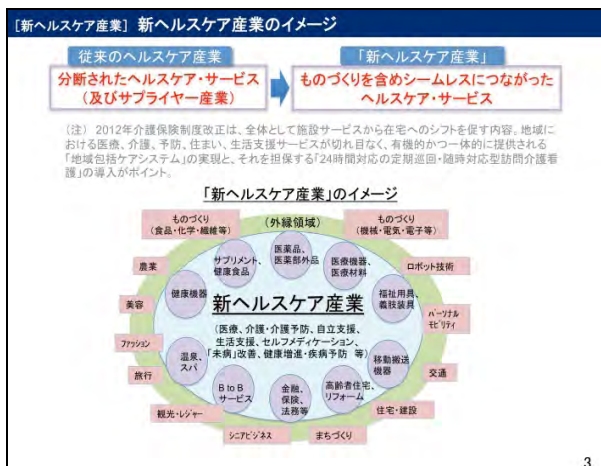 [新ヘルスケア産業] 新ヘルスケア産業のイメージ
従来のヘルスケア産業
「新ヘルスケア産業」
分断されたヘルスケア・サービス
(及びサプライヤー産業)
ものづくりを含めシームレスにつながった
ヘルスケア・サービス
(注) 2012年介護保険制度改正は、全体として施設サービスから在宅へのシフトを促す内容。地域に
おける医療、介護、予防、住まい、生活支援サービスが切れ目なく、有機的かつ一体的に提供される
「地域包括ケアシステム」の実現と、それを担保する「24時間対応の定期巡回・随時対応型訪問介護看
護」の導入がポイント。
「新ヘルスケア産業」のイメージ
ものづくり
(食品・化学・繊維等)
(外縁領域)
ものづくり
(機械・電気・電子等)
農業
サプリメント、
健康食品
医薬品、
医薬部外品
医療機器、
医療材料
ロボット技術
美容
健康機器
新ヘルスケア産業
福祉用具、
義肢装具
パーソナル
モビリティ
(医療、介護・介護予防、自立支援、
生活支援、セルフメディケーション、
「未病」改善、健康増進・疾病予防 等)
ファッション
温泉、
スパ
移動搬送
機器
交通
旅行
B to B
サービス
金融、
保険、
法務等
高齢者住宅、
リフォーム
住宅・建設
観光・レジャー
シニアビジネス
まちづくり
3